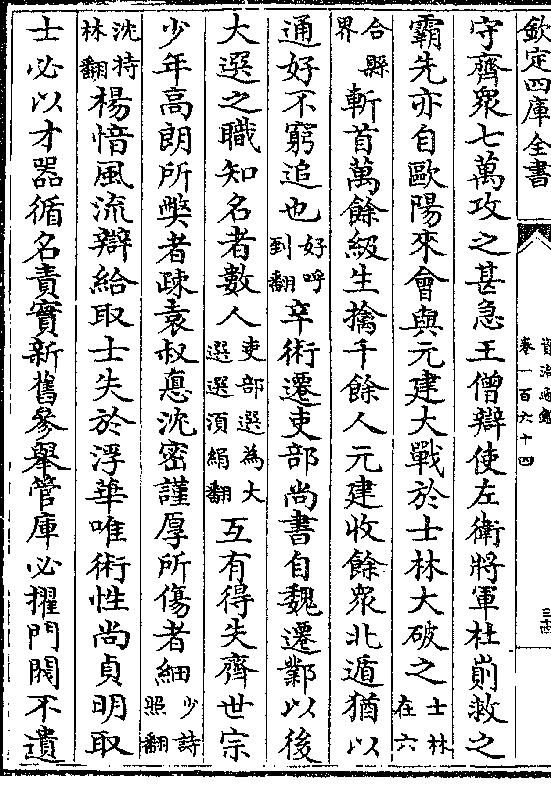 欽定四庫全書
資治通鑑
卷一百六十四
守齊衆七萬攻之甚急王僧辯使左衛將軍杜崱救之
霸先亦自歐陽來會與元建大戰於士林大破之士林在六
合縣界斬首萬餘級生擒千餘人元建收餘衆北遁猶以
通好不窮追也好呼到翻辛術遷吏部尚書自魏遷鄴以後
大選之職知名者數人吏部選為大選選須絹翻互有得失齊世宗
少年高朗所弊者疎袁叔德沈密謹厚所傷者細少詩照翻
沈持林翻楊愔風流辯給取士失於浮華唯術性尚貞明取
士必以才器循名責實新舊參舉管庫必擢門閥不遺